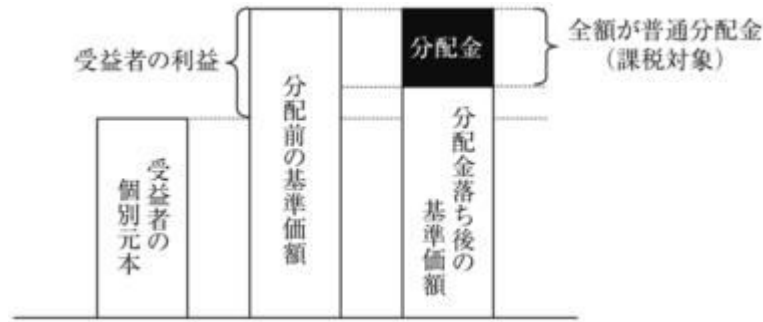 受益者の利益
受益者の
個別元本
分配前の基準価額
分配金
分配金落ち後の
基準価額
全額が普通分配金
（課税対象）